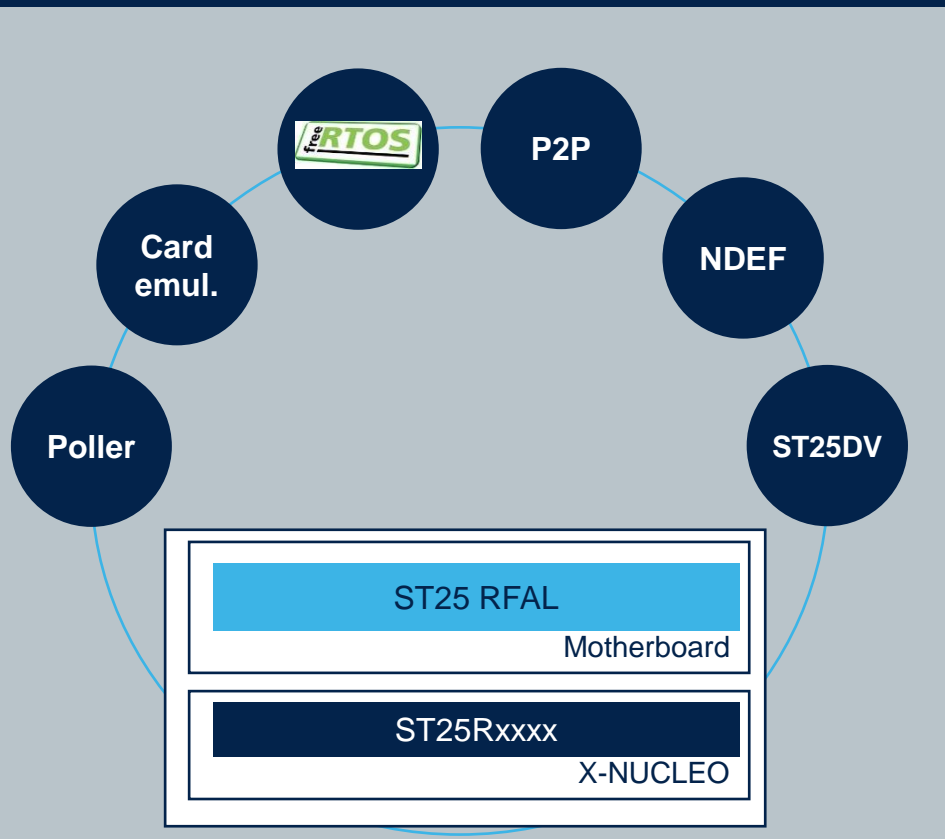 free RTOS
P2P
Card
emul.
NDEF
Poller
ST25DV
ST25 RFAL
Motherboard
ST25Rxxxx
X-NUCLEO